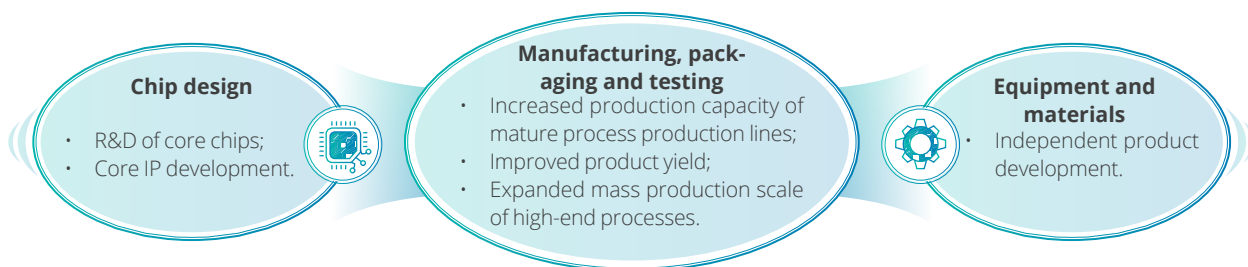 Chip design
• R&D of core chips;
• Core IP development.
Manufacturing, pack-
aging and testing
• Increased production capacity of
mature process production lines;
• Improved product yield;
• Expanded mass production scale
of high-end processes.
Equipment and
materials
• Independent product
development.